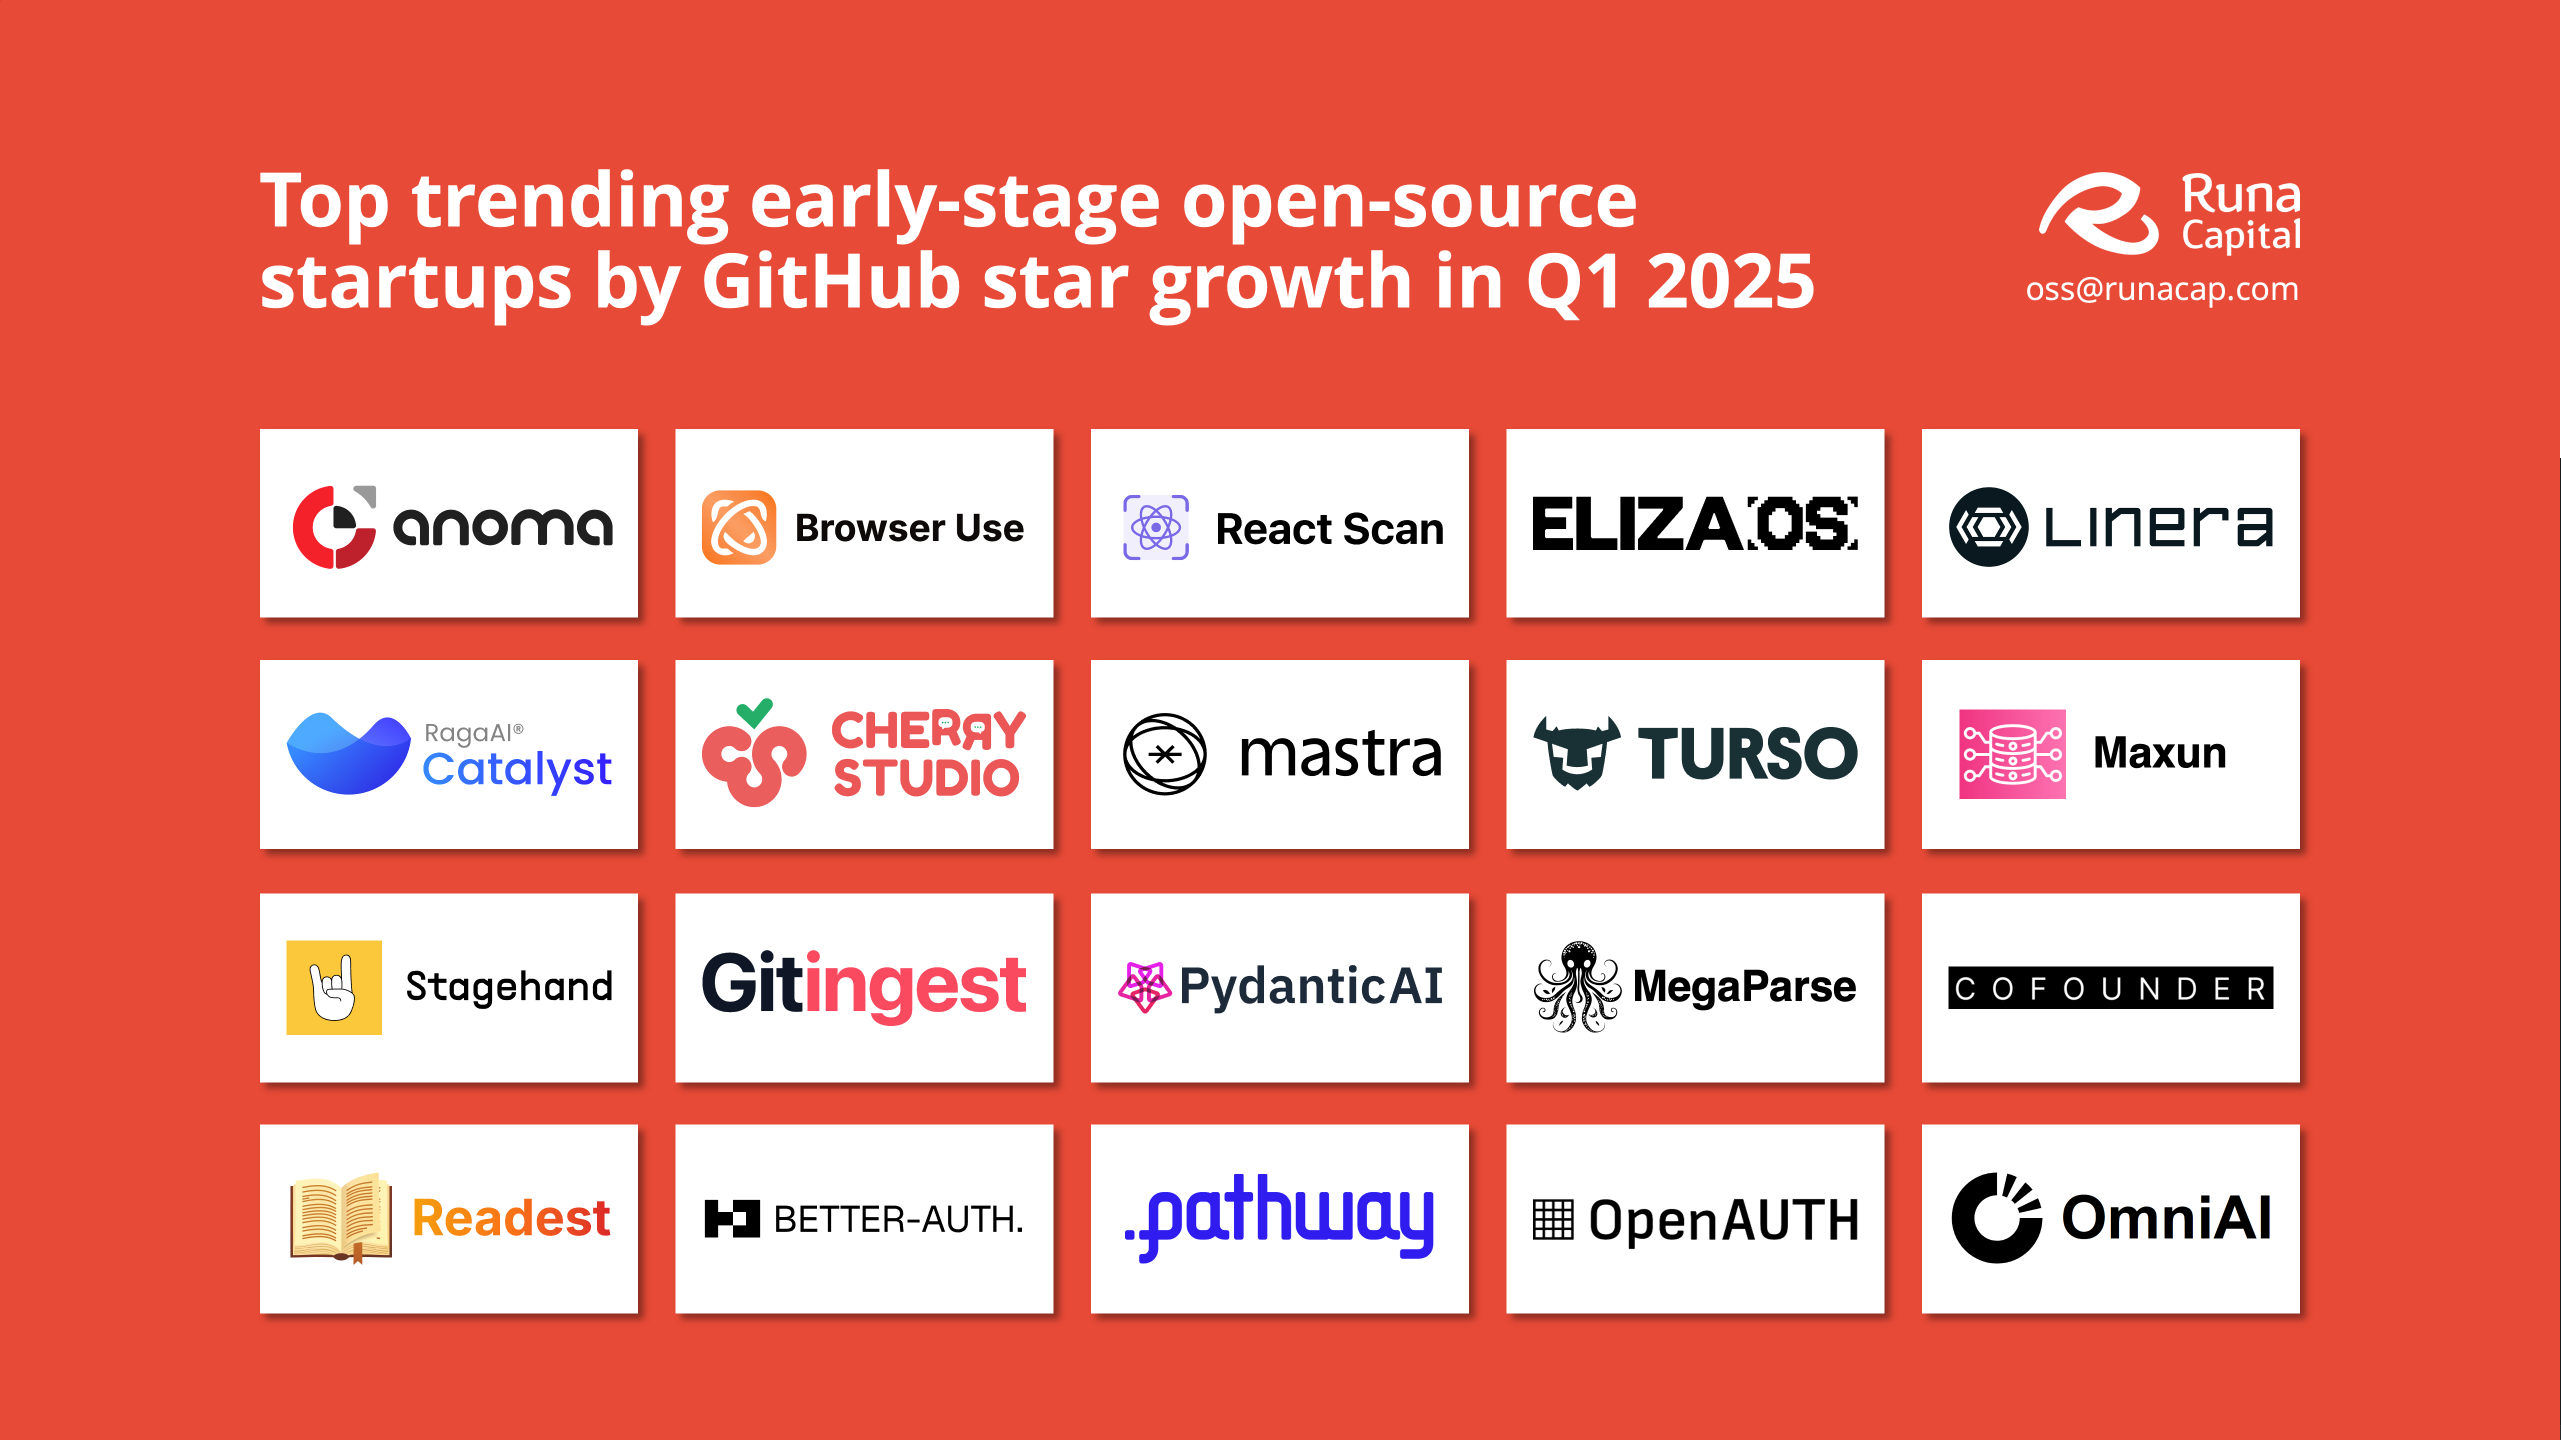 Top trending early-stage open-source
startups by GitHub star growth in Q1 2025
Runa
Capital
oss@runacap.com
anoma
Browser Use
React Scan
ELIZA OS
LINERA
RagaAI®
Catalyst
CHERRY
STUDIO
mastra
TURSO
Maxun
Stagehand
Gitingest
PydanticAI
MegaParse
COFOUNDER
Readest
BETTER-AUTH.
pathway
OpenAUTH
OmniAI